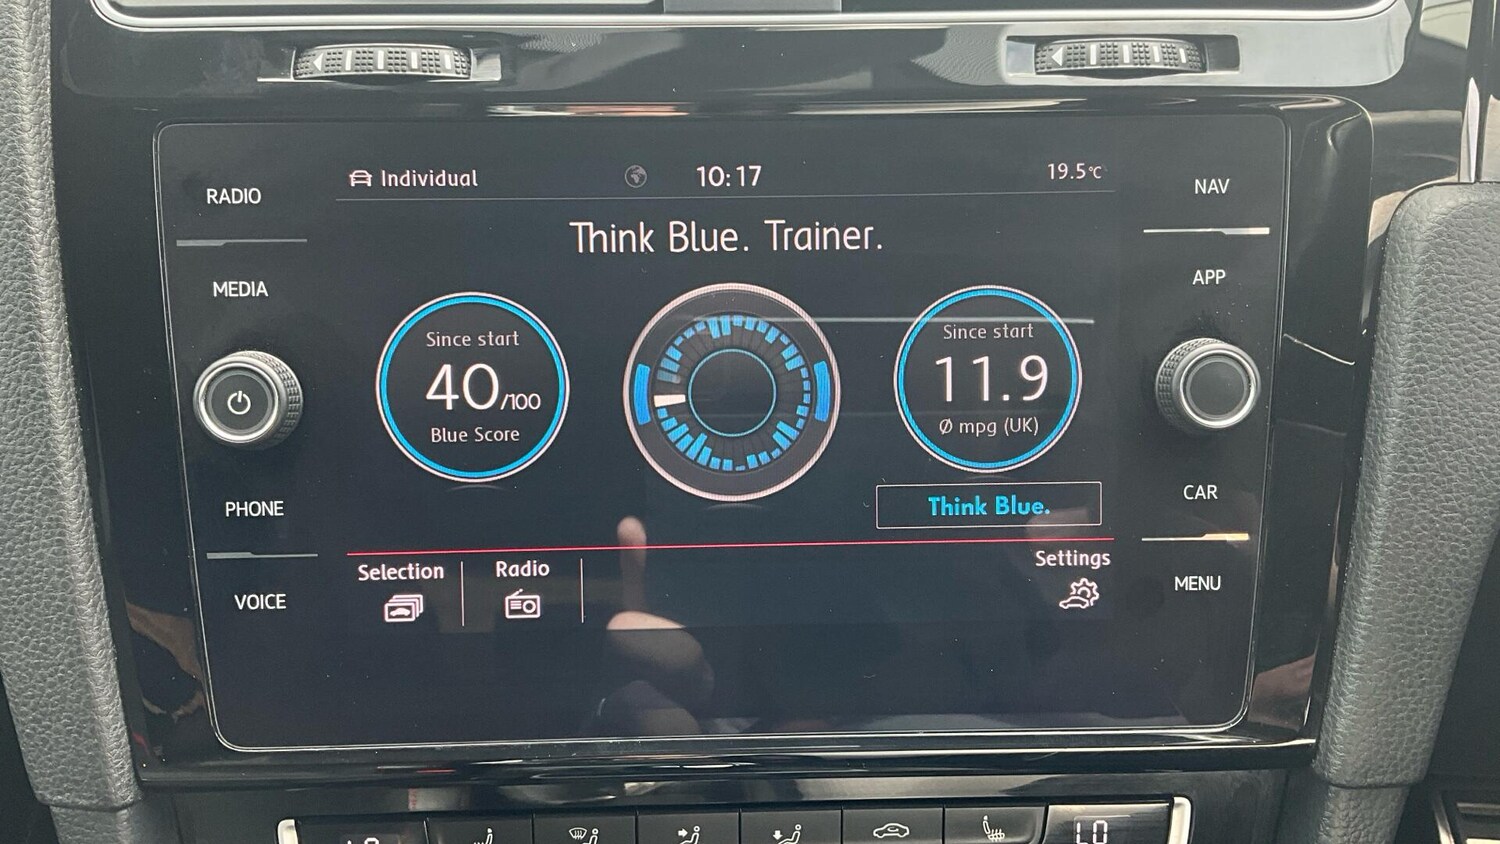 RADIO
MEDIA
PHONE
VOICE
Individual
10:17
19.5°C
Think Blue. Trainer.
Since start
40/100
Blue Score
Since start
11.9
Ø mpg (UK)
Think Blue.
Selection
Radio
Settings
NAV
APP
CAR
MENU
LO